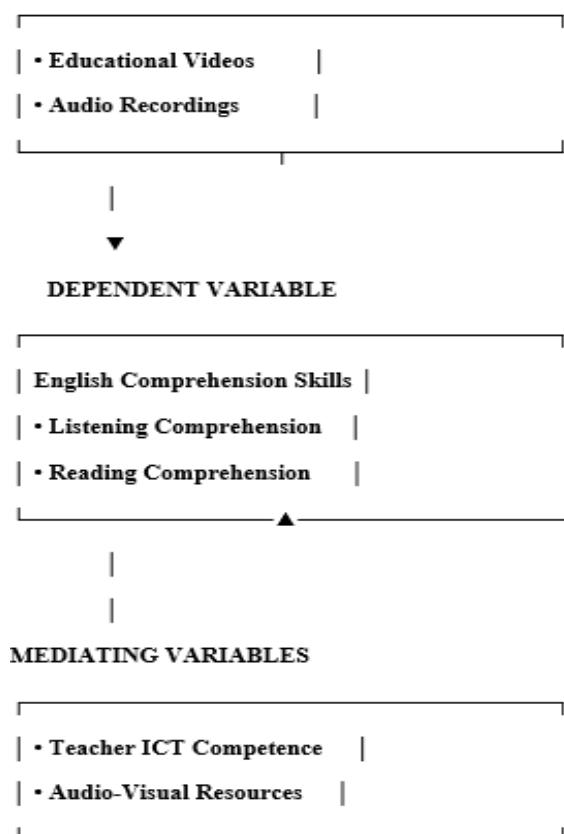 • Educational Videos
• Audio Recordings
DEPENDENT VARIABLE
English Comprehension Skills
• Listening Comprehension
• Reading Comprehension
MEDIATING VARIABLES
• Teacher ICT Competence
• Audio-Visual Resources